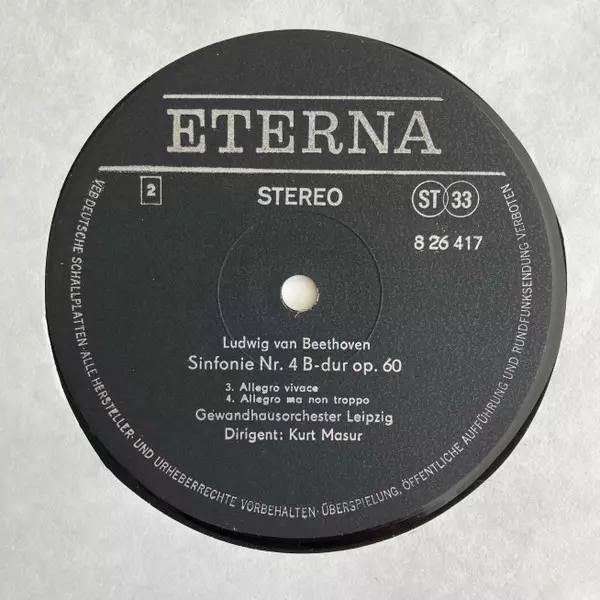 ETERNA
2
STEREO
ST 33
8 26 417
Ludwig van Beethoven
Sinfonie Nr. 4 B-dur op. 60
3. Allegro vivace
4. Allegro ma non troppo
Gewandhausorchester Leipzig
Dirigent: Kurt Masur
VEB DEUTSCHE SCHALLPLATTEN · ALLE HERSTELLER- UND URHEBERRECHTE VORBEHALTEN · ÜBERSPIELUNG, ÖFFENTLICHE AUFFÜHRUNG UND RUNDFUNKSENDUNG VERBOTEN